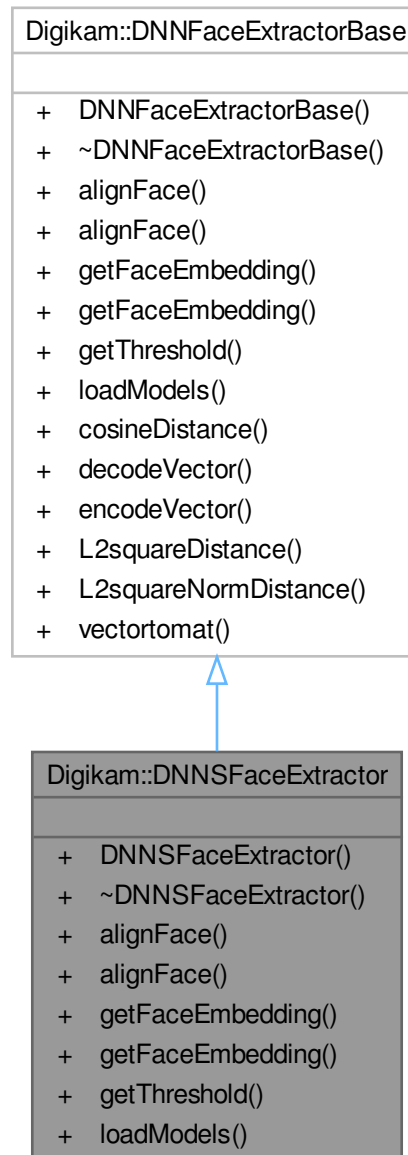 Digikam::DNNFaceExtractorBase
+ DNNFaceExtractorBase()
+ ~DNNFaceExtractorBase()
+ alignFace()
+ alignFace()
+ getFaceEmbedding()
+ getFaceEmbedding()
+ getThreshold()
+ loadModels()
+ cosineDistance()
+ decodeVector()
+ encodeVector()
+ L2squareDistance()
+ L2squareNormDistance()
+ vectortomat()
Digikam::DNNSFaceExtractor
+ DNNSFaceExtractor()
+ ~DNNSFaceExtractor()
+ alignFace()
+ alignFace()
+ getFaceEmbedding()
+ getFaceEmbedding()
+ getThreshold()
+ loadModels()